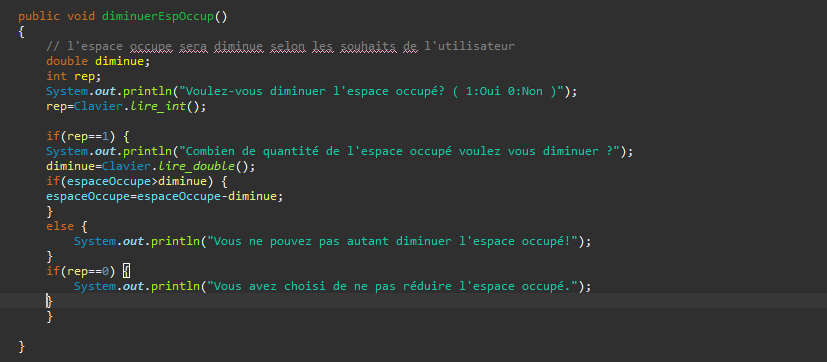 public void diminuerEspOccup()
{
// l'espace occupe sera diminue selon les souhaits de l'utilisateur
double diminue;
int rep;
System.out.println("Voulez-vous diminuer l'espace occupé? ( 1:Oui 0:Non )");
rep=Clavier.lire_int();
if(rep==1) {
System.out.println("Combien de quantité de l'espace occupé voulez vous diminuer ?");
diminue=Clavier.lire_double();
if(espaceOccupe>diminue) {
espaceOccupe=espaceOccupe-diminue;
}
else {
System.out.println("Vous ne pouvez pas autant diminuer l'espace occupé!");
}
if(rep==0) {
System.out.println("Vous avez choisi de ne pas réduire l'espace occupé.");
}
}
}